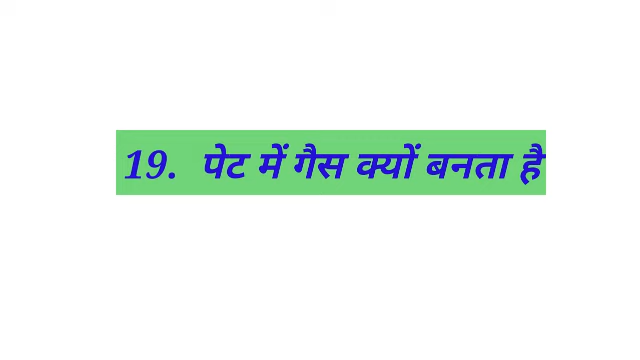 19. पेट में गैस क्यों बनता है